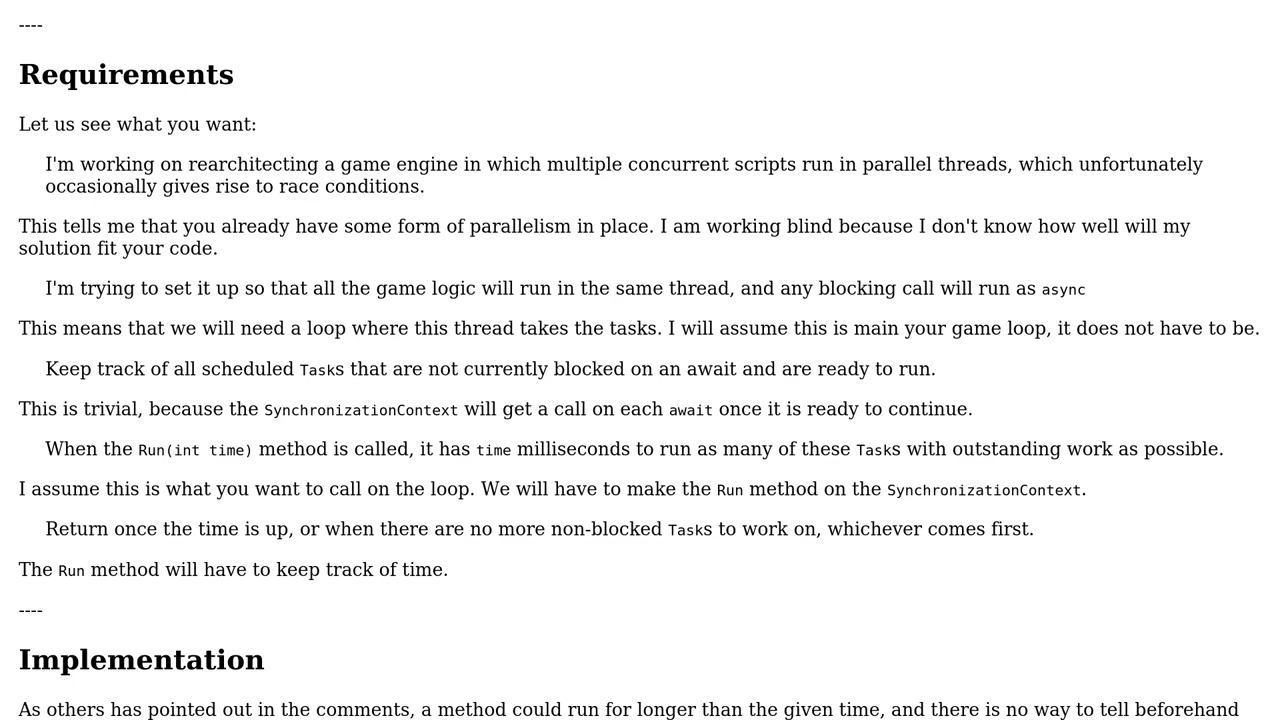 ----
Requirements
Let us see what you want:
I'm working on rearchitecting a game engine in which multiple concurrent scripts run in parallel threads, which unfortunately
occasionally gives rise to race conditions.
This tells me that you already have some form of parallelism in place. I am working blind because I don't know how well will my
solution fit your code.
I'm trying to set it up so that all the game logic will run in the same thread, and any blocking call will run as async
This means that we will need a loop where this thread takes the tasks. I will assume this is main your game loop, it does not have to be.
Keep track of all scheduled Tasks that are not currently blocked on an await and are ready to run.
This is trivial, because the SynchronizationContext will get a call on each await once it is ready to continue.
When the Run(int time) method is called, it has time milliseconds to run as many of these Tasks with outstanding work as possible.
I assume this is what you want to call on the loop. We will have to make the Run method on the SynchronizationContext.
Return once the time is up, or when there are no more non-blocked Tasks to work on, whichever comes first.
The Run method will have to keep track of time.
----
Implementation
As others has pointed out in the comments, a method could run for longer than the given time, and there is no way to tell beforehand